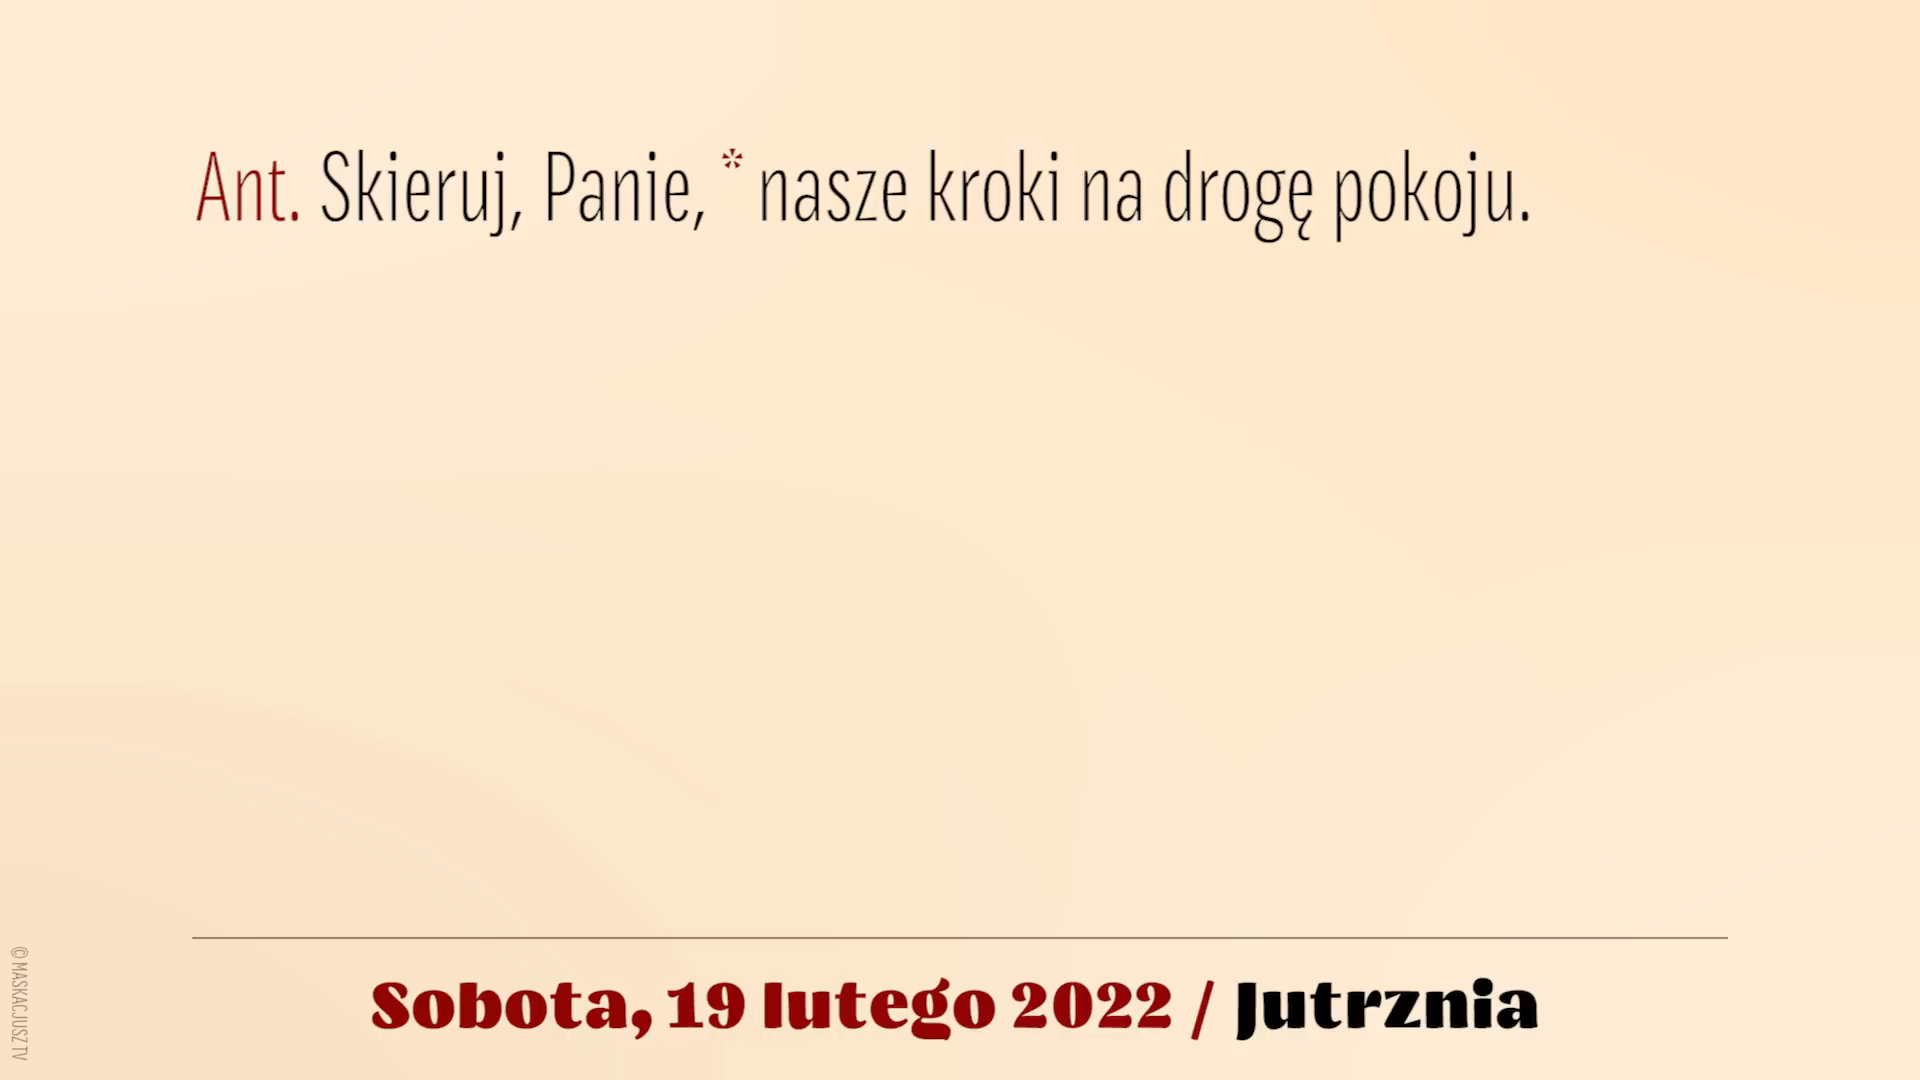 Ant. Skieruj, Panie, * nasze kroki na drogę pokoju.
Sobota, 19 lutego 2022 / Jutrznia
© MASKACJUSZ TV